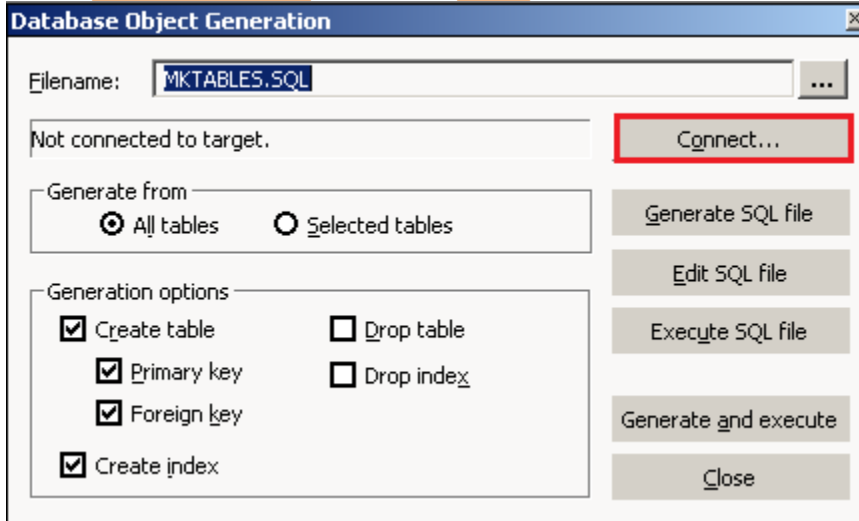 Database Object Generation
Filename: MKTABLES.SQL ...
Not connected to target. Connect...
Generate from
All tables Selected tables
Generate SQL file
Edit SQL file
Generation options
Create table Drop table
Execute SQL file
Primary key Drop index
Foreign key
Generate and execute
Create index
Close